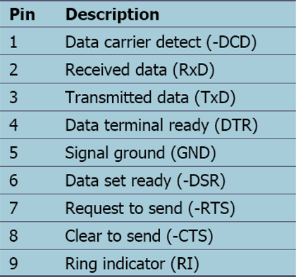 Pin Description
1 Data carrier detect (-DCD)
2 Received data (RxD)
3 Transmitted data (TxD)
4 Data terminal ready (DTR)
5 Signal ground (GND)
6 Data set ready (-DSR)
7 Request to send (-RTS)
8 Clear to send (-CTS)
9 Ring indicator (RI)